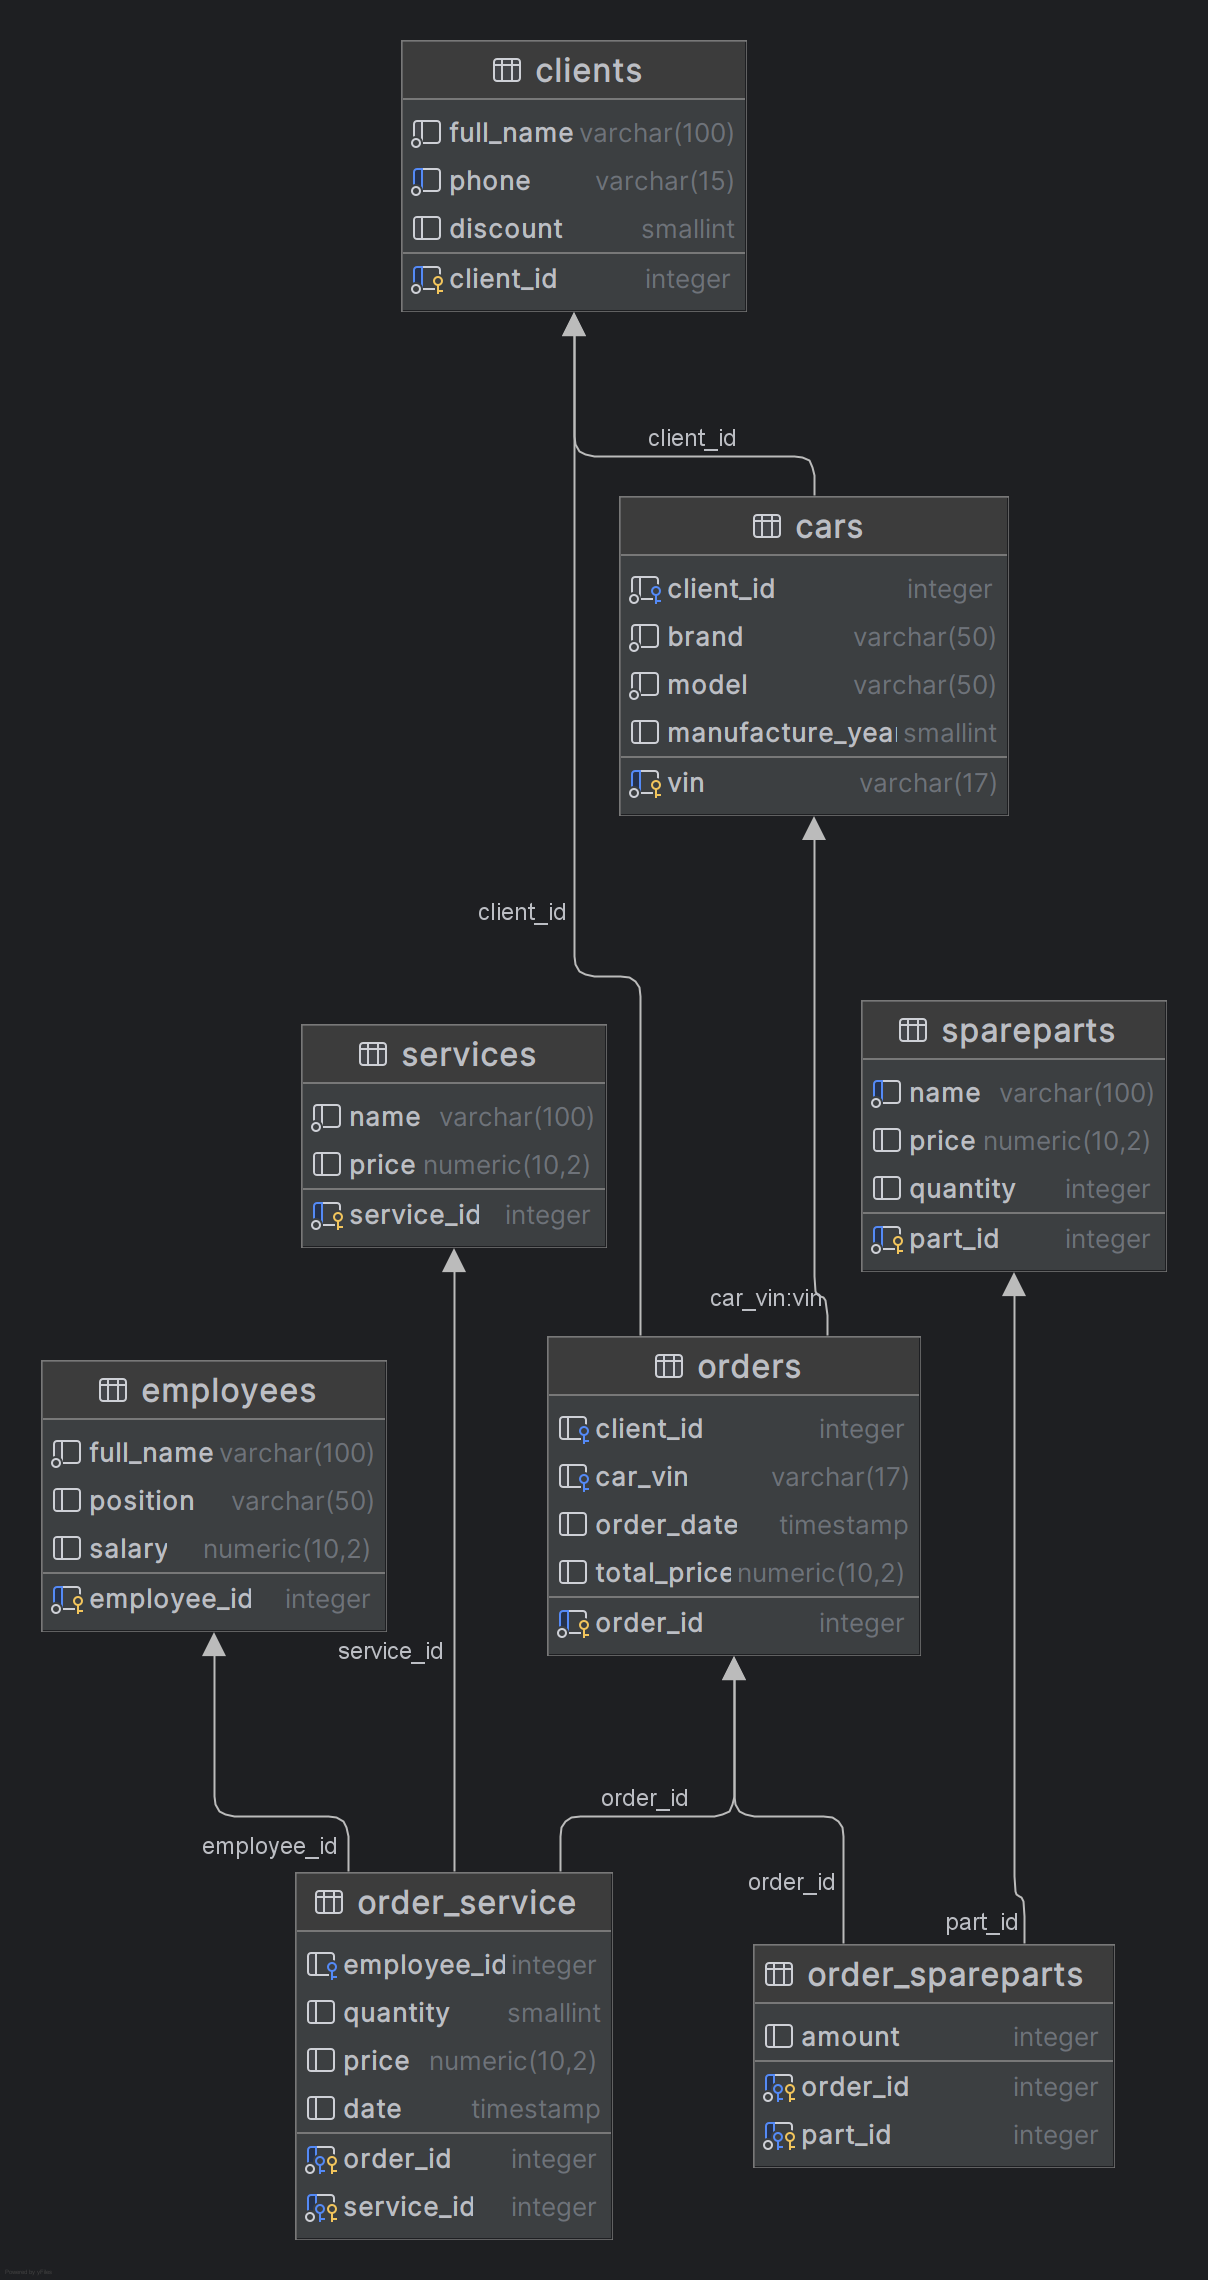 clients
full_name varchar(100)
phone varchar(15)
discount smallint
client_id integer
client_id
cars
client_id integer
brand varchar(50)
model varchar(50)
manufacture_year smallint
vin varchar(17)
client_id
services
name varchar(100)
price numeric(10,2)
service_id integer
spareparts
name varchar(100)
price numeric(10,2)
quantity integer
part_id integer
car_vin:vin
employees
full_name varchar(100)
position varchar(50)
salary numeric(10,2)
employee_id integer
orders
client_id integer
car_vin varchar(17)
order_date timestamp
total_price numeric(10,2)
order_id integer
service_id
order_id
employee_id
order_id
part_id
order_service
employee_id integer
quantity smallint
price numeric(10,2)
date timestamp
order_id integer
service_id integer
order_spareparts
amount integer
order_id integer
part_id integer
Powered by yFiles